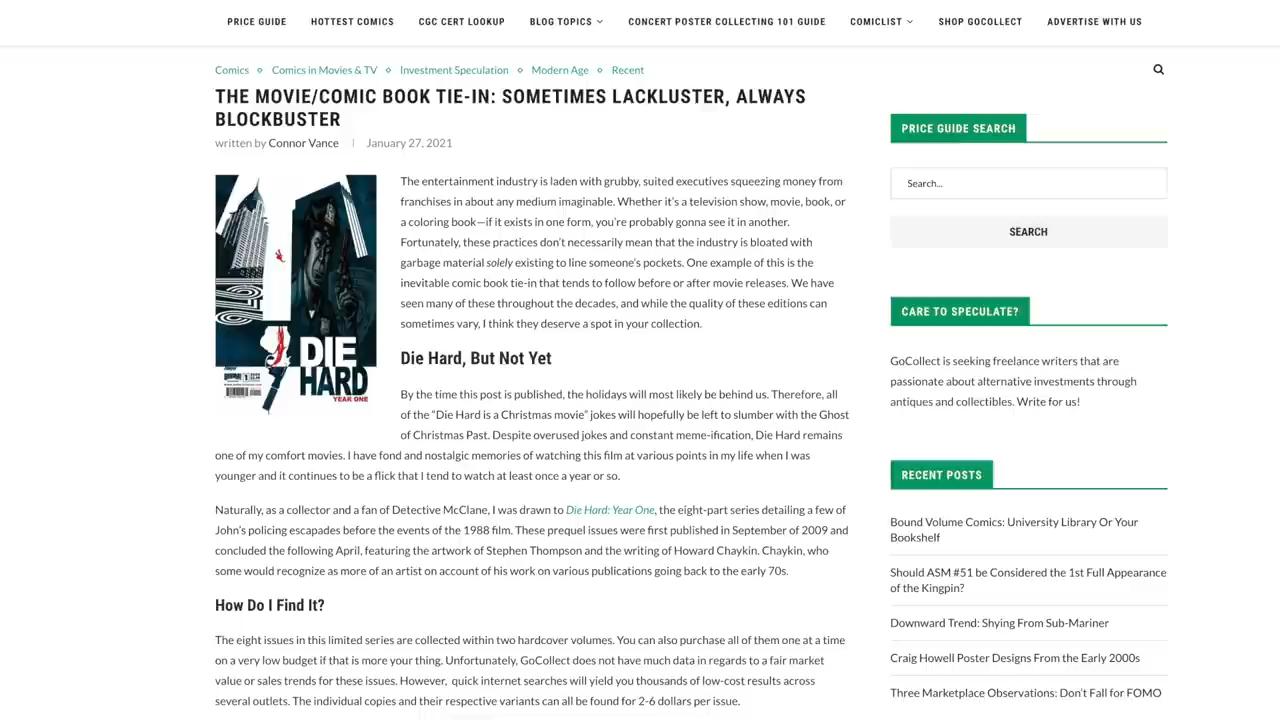 PRICE GUIDE HOTTEST COMICS CGC CERT LOOKUP BLOG TOPICS CONCERT POSTER COLLECTING 101 GUIDE COMICLIST SHOP GOCOLLECT ADVERTISE WITH US
Comics Comics in Movies & TV Investment Speculation Modern Age Recent
THE MOVIE/COMIC BOOK TIE-IN: SOMETIMES LACKLUSTER, ALWAYS
BLOCKBUSTER
written by Connor Vance | January 27, 2021
DIE
HARD
YEAR ONE
The entertainment industry is laden with grubby, suited executives squeezing money from
franchises in about any medium imaginable. Whether it's a television show, movie, book, or
a coloring book—if it exists in one form, you're probably gonna see it in another.
Fortunately, these practices don't necessarily mean that the industry is bloated with
garbage material solely existing to line someone's pockets. One example of this is the
inevitable comic book tie-in that tends to follow before or after movie releases. We have
seen many of these throughout the decades, and while the quality of these editions can
sometimes vary, I think they deserve a spot in your collection.
Die Hard, But Not Yet
By the time this post is published, the holidays will most likely be behind us. Therefore, all
of the “Die Hard is a Christmas movie” jokes will hopefully be left to slumber with the Ghost
of Christmas Past. Despite overused jokes and constant meme-ification, Die Hard remains
one of my comfort movies. I have fond and nostalgic memories of watching this film at various points in my life when I was
younger and it continues to be a flick that I tend to watch at least once a year or so.
Naturally, as a collector and a fan of Detective McClane, I was drawn to Die Hard: Year One, the eight-part series detailing a few of
John's policing escapades before the events of the 1988 film. These prequel issues were first published in September of 2009 and
concluded the following April, featuring the artwork of Stephen Thompson and the writing of Howard Chaykin. Chaykin, who
some would recognize as more of an artist on account of his work on various publications going back to the early 70s.
How Do I Find It?
The eight issues in this limited series are collected within two hardcover volumes. You can also purchase all of them one at a time
on a very low budget if that is more your thing. Unfortunately, GoCollect does not have much data in regards to a fair market
value or sales trends for these issues. However, quick internet searches will yield you thousands of low-cost results across
several outlets. The individual copies and their respective variants can all be found for 2-6 dollars per issue.
PRICE GUIDE SEARCH
Search...
SEARCH
CARE TO SPECULATE?
GoCollect is seeking freelance writers that are
passionate about alternative investments through
antiques and collectibles. Write for us!
RECENT POSTS
Bound Volume Comics: University Library Or Your
Bookshelf
Should ASM #51 be Considered the 1st Full Appearance
of the Kingpin?
Downward Trend: Shying From Sub-Mariner
Craig Howell Poster Designs From the Early 2000s
Three Marketplace Observations: Don't Fall for FOMO